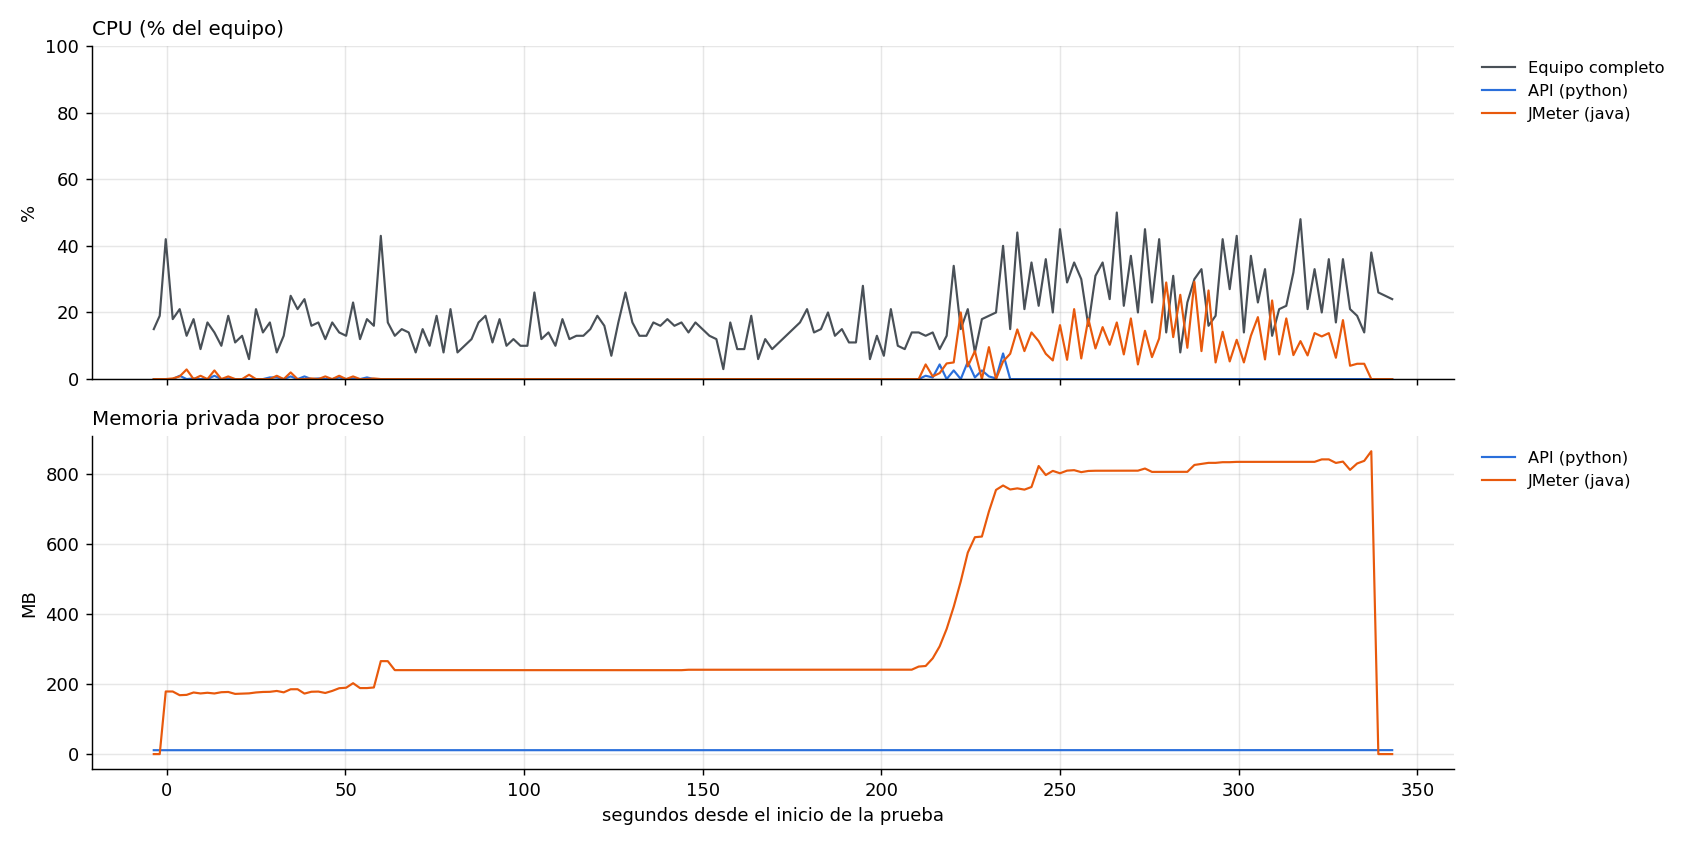 CPU (% del equipo)
100
80
60
40
20
0
%
Equipo completo
API (python)
JMeter (java)
Memoria privada por proceso
800
600
400
200
0
MB
API (python)
JMeter (java)
0 50 100 150 200 250 300 350
segundos desde el inicio de la prueba